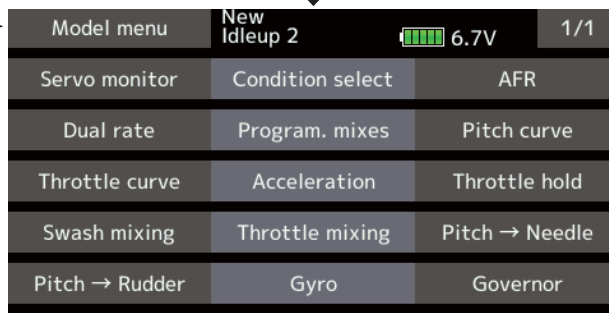 Model menu
New
Idleup 2
6.7V
1/1
Servo monitor
Condition select
AFR
Dual rate
Program. mixes
Pitch curve
Throttle curve
Acceleration
Throttle hold
Swash mixing
Throttle mixing
Pitch → Needle
Pitch → Rudder
Gyro
Governor